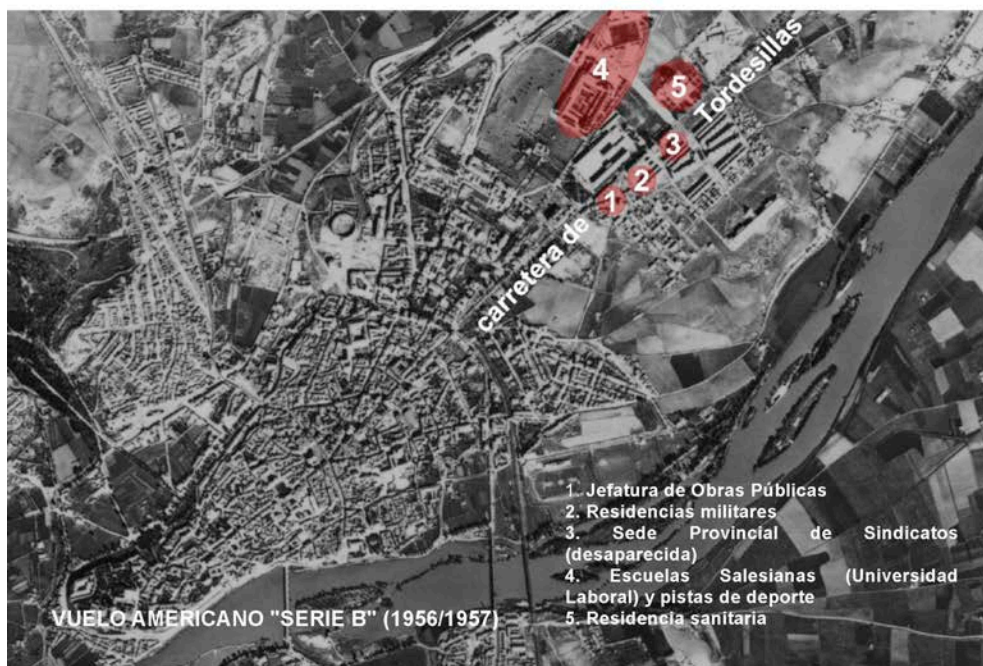 4
5
carretera de Tordesillas
3
2
1
1. Jefatura de Obras Públicas
2. Residencias militares
3. Sede Provincial de Sindicatos
(desaparecida)
4. Escuelas Salesianas (Universidad
Laboral) y pistas de deporte
5. Residencia sanitaria
VUELO AMERICANO "SERIE B" (1956/1957)